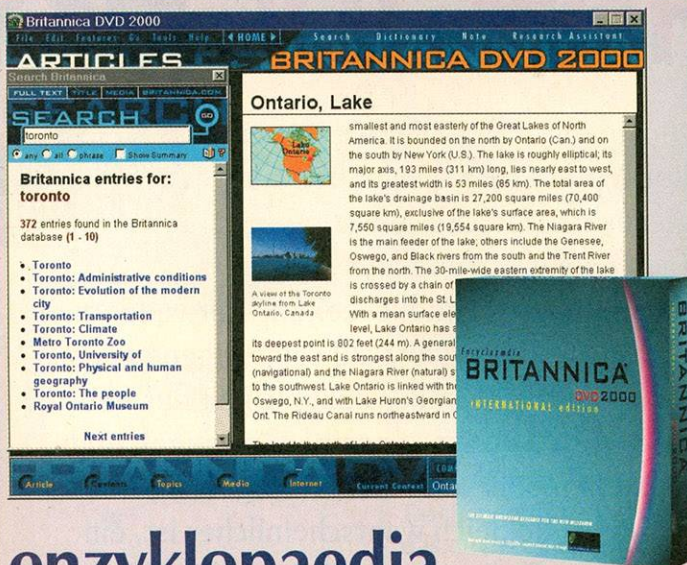 Britannica DVD 2000
File Edit Features Go Tools Help HOME Search Dictionary Note Research Assistant
ARTICLES BRITANNICA DVD 2000
Search Britannica
FULL TEXT TITLE MEDIA BRITANNICA.COM
SEARCH GO
toronto
any all phrase Show Summary
Britannica entries for:
toronto
372 entries found in the Britannica
database (1 - 10)
• Toronto
• Toronto: Administrative conditions
• Toronto: Evolution of the modern
city
• Toronto: Transportation
• Toronto: Climate
• Metro Toronto Zoo
• Toronto, University of
• Toronto: Physical and human
geography
• Toronto: The people
• Royal Ontario Museum
Next entries
Ontario, Lake
Lake
Ontario
A view of the Toronto
skyline from Lake
Ontario, Canada
smallest and most easterly of the Great Lakes of North
America. It is bounded on the north by Ontario (Can.) and on
the south by New York (U.S.). The lake is roughly elliptical; its
major axis, 193 miles (311 km) long, lies nearly east to west,
and its greatest width is 53 miles (85 km). The total area of
the lake's drainage basin is 27,200 square miles (70,400
square km), exclusive of the lake's surface area, which is
7,550 square miles (19,554 square km). The Niagara River
is the main feeder of the lake; others include the Genesee,
Oswego, and Black rivers from the south and the Trent River
from the north. The 30-mile-wide eastern extremity of the lake
is crossed by a chain of
discharges into the St. L
With a mean surface ele
level, Lake Ontario has a
its deepest point is 802 feet (244 m). A general
toward the east and is strongest along the sout
(navigational) and the Niagara River (natural) s
to the southwest. Lake Ontario is linked with the
Oswego, N.Y., and with Lake Huron's Georgian
Ont. The Rideau Canal runs northeastward in O
Article Contents Topics Media Internet Current Context Onta
Encyclopædia
BRITANNICA
DVD 2000
INTERNATIONAL edition
BRITANNICA
enzyklopaedia